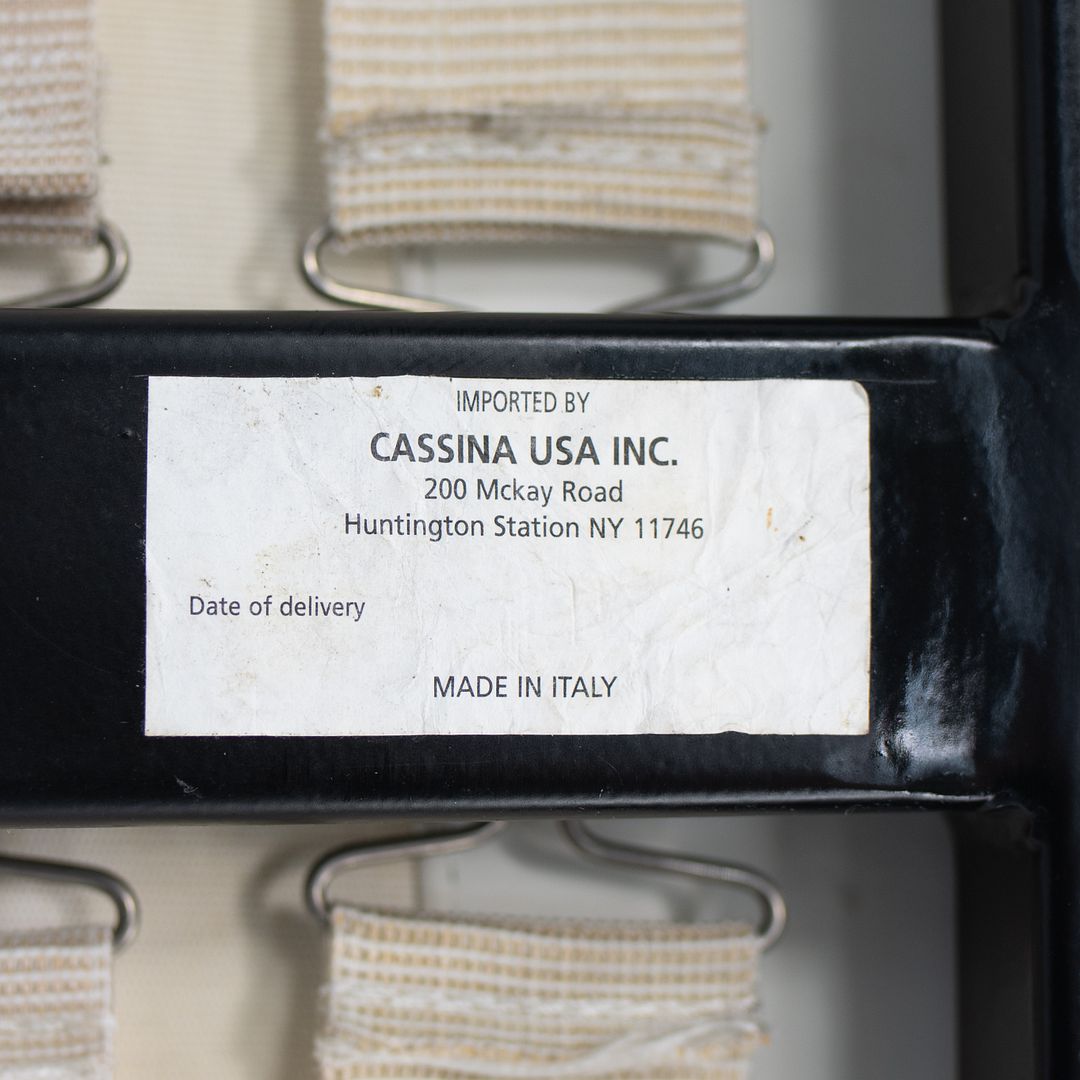 IMPORTED BY
CASSINA USA INC.
200 Mckay Road
Huntington Station NY 11746
Date of delivery
MADE IN ITALY